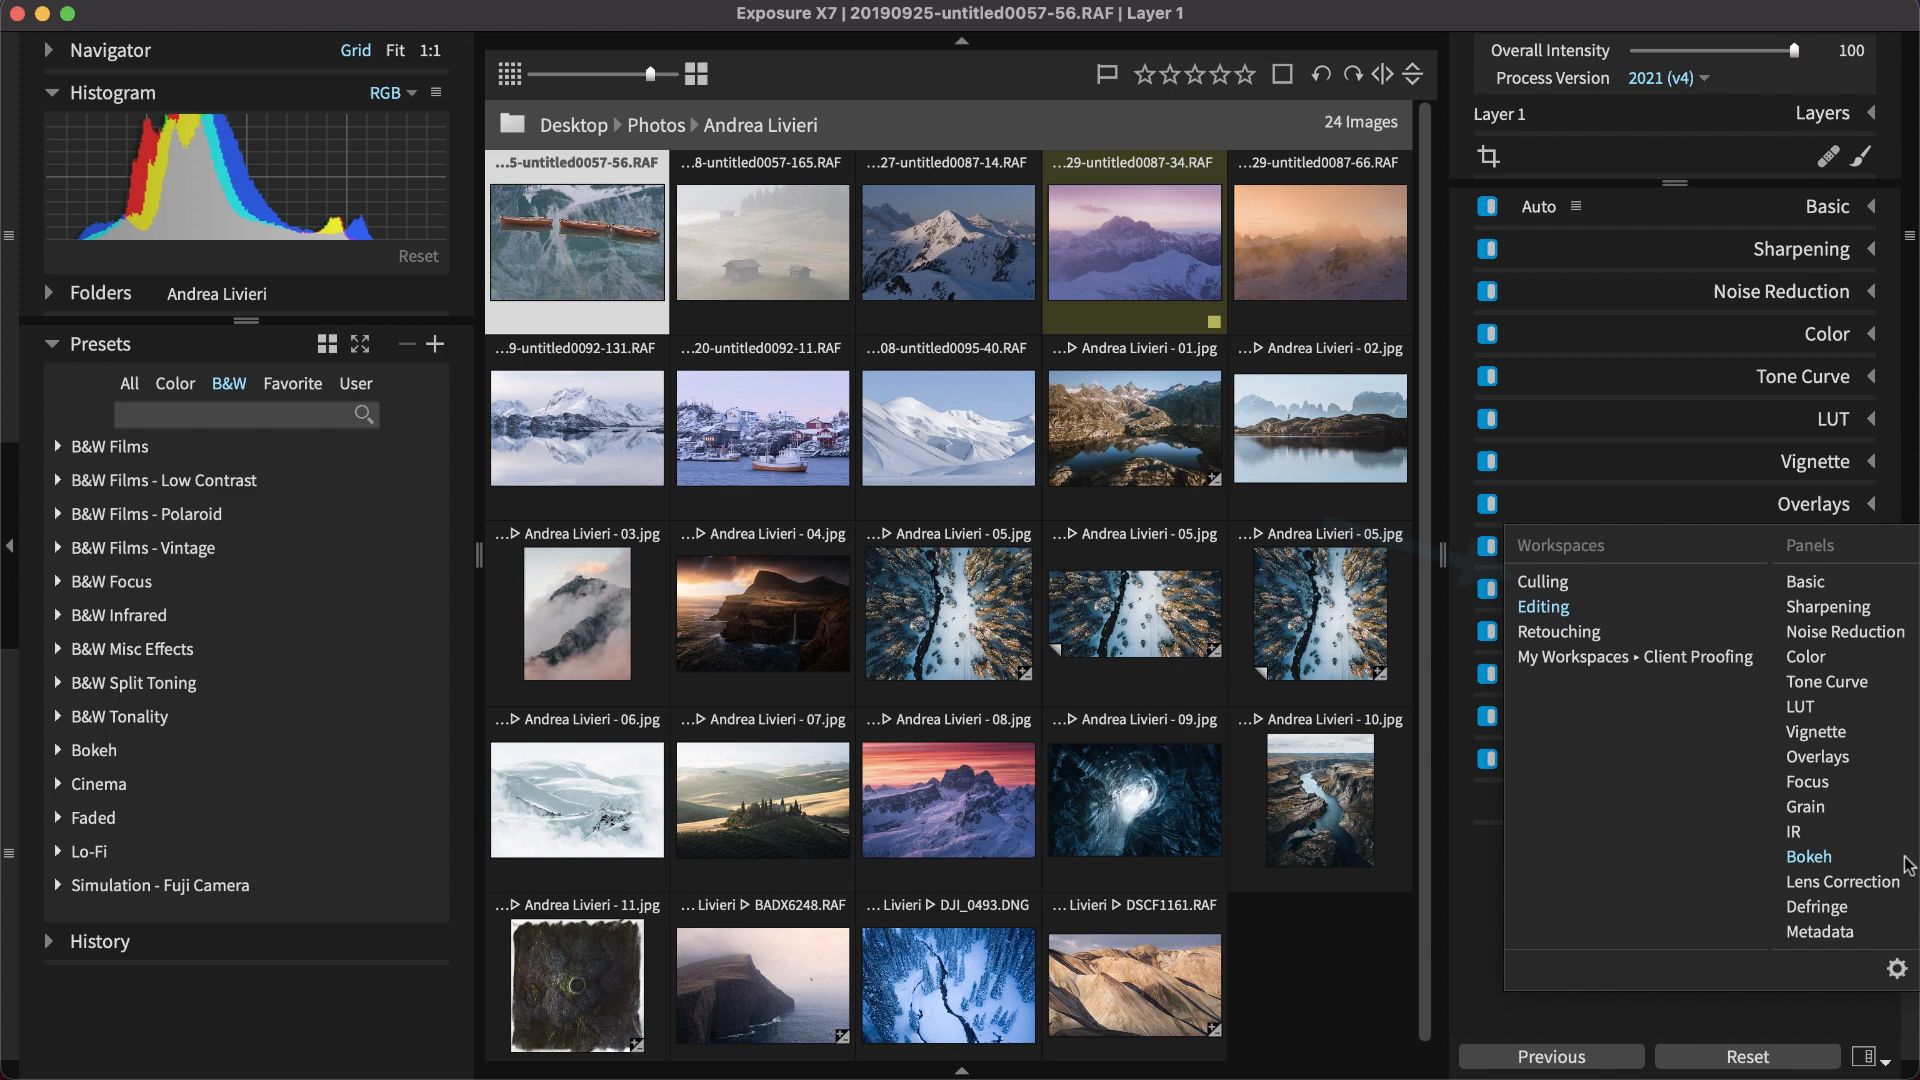 Exposure X7 | 20190925-untitled0057-56.RAF | Layer 1
Navigator
Grid Fit 1:1
Histogram
RGB
Reset
Folders Andrea Livieri
Presets
All Color B&W Favorite User
B&W Films
B&W Films - Low Contrast
B&W Films - Polaroid
B&W Films - Vintage
B&W Focus
B&W Infrared
B&W Misc Effects
B&W Split Toning
B&W Tonality
Bokeh
Cinema
Faded
Lo-Fi
Simulation - Fuji Camera
History
Desktop Photos Andrea Livieri
24 Images
...5-untitled0057-56.RAF
...8-untitled0057-165.RAF
...27-untitled0087-14.RAF
...29-untitled0087-34.RAF
...29-untitled0087-66.RAF
...9-untitled0092-131.RAF
...20-untitled0092-11.RAF
...08-untitled0095-40.RAF
... Andrea Livieri - 01.jpg
... Andrea Livieri - 02.jpg
... Andrea Livieri - 03.jpg
... Andrea Livieri - 04.jpg
... Andrea Livieri - 05.jpg
... Andrea Livieri - 05.jpg
... Andrea Livieri - 05.jpg
... Andrea Livieri - 06.jpg
... Andrea Livieri - 07.jpg
... Andrea Livieri - 08.jpg
... Andrea Livieri - 09.jpg
... Andrea Livieri - 10.jpg
... Andrea Livieri - 11.jpg
... Livieri BADX6248.RAF
... Livieri DJI_0493.DNG
... Livieri DSCF1161.RAF
Overall Intensity 100
Process Version 2021 (v4)
Layer 1 Layers
Auto Basic
Sharpening
Noise Reduction
Color
Tone Curve
LUT
Vignette
Overlays
Workspaces
Culling
Editing
Retouching
My Workspaces ▸ Client Proofing
Panels
Basic
Sharpening
Noise Reduction
Color
Tone Curve
LUT
Vignette
Overlays
Focus
Grain
IR
Bokeh
Lens Correction
Defringe
Metadata
Previous
Reset